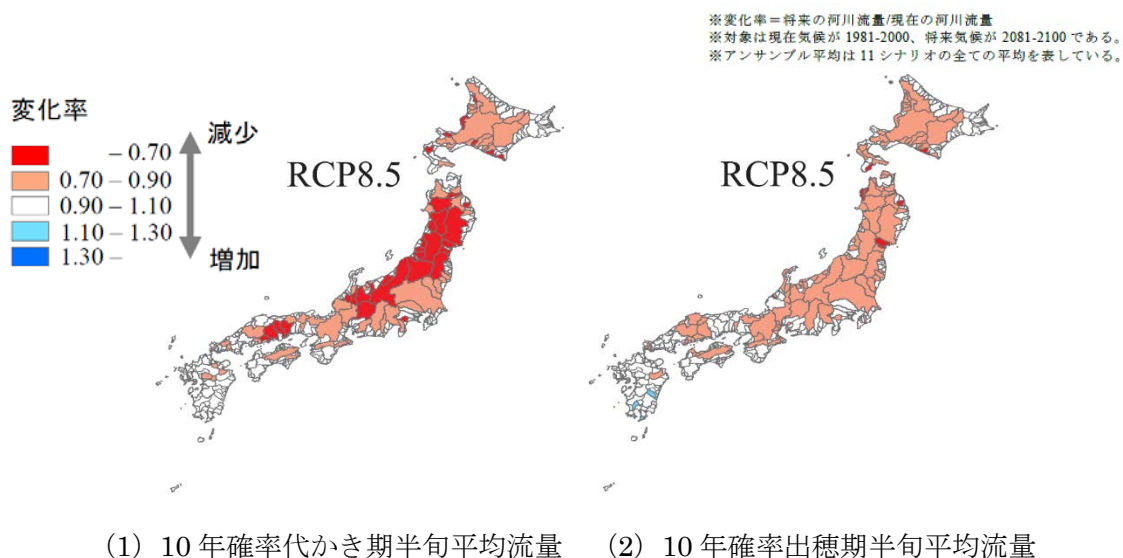 ※変化率＝将来の河川流量/現在の河川流量
※対象は現在気候が 1981-2000、将来気候が 2081-2100 である。
※アンサンブル平均は 11 シナリオの全ての平均を表している。
変化率
減少
– 0.70
0.70 – 0.90
0.90 – 1.10
1.10 – 1.30
1.30 –
増加
RCP8.5
RCP8.5
(1) 10 年確率代かき期半旬平均流量
(2) 10 年確率出穂期半旬平均流量